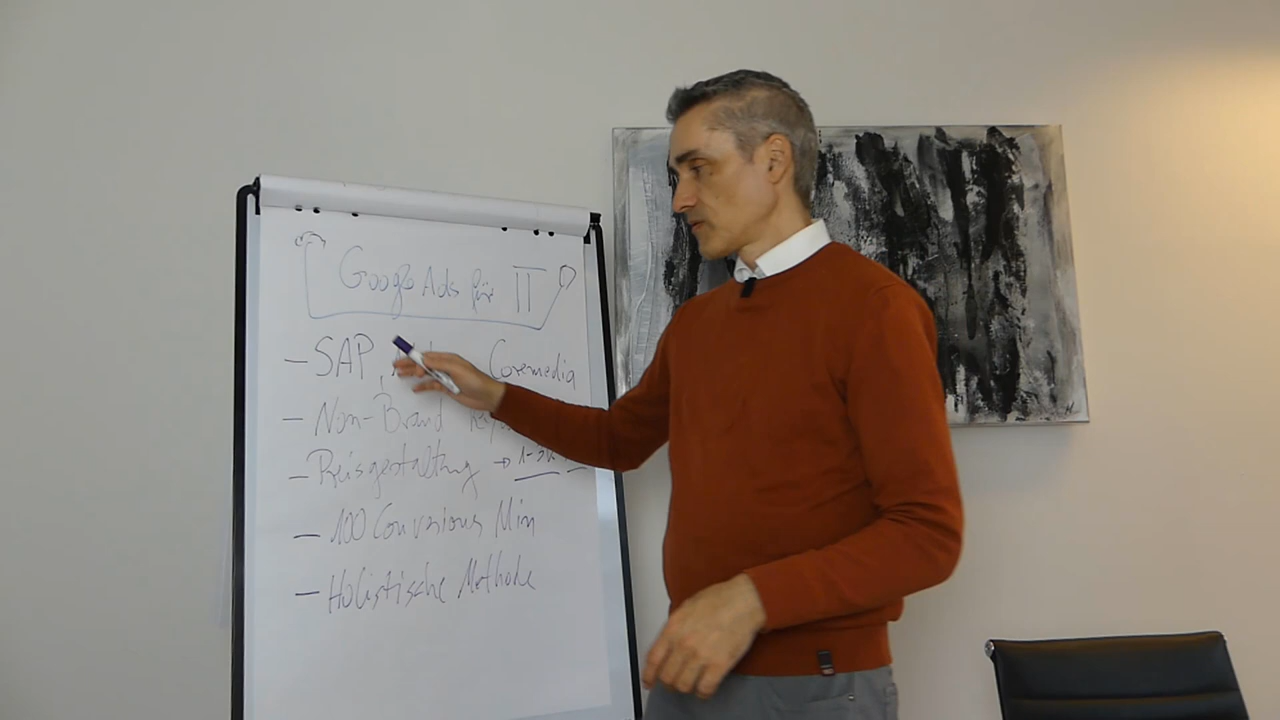 Google Ads für IT
- SAP, Coremedia
- Non-Brand
- Preisgestaltung →
- 100 Conversions Min
- Holistische Methode